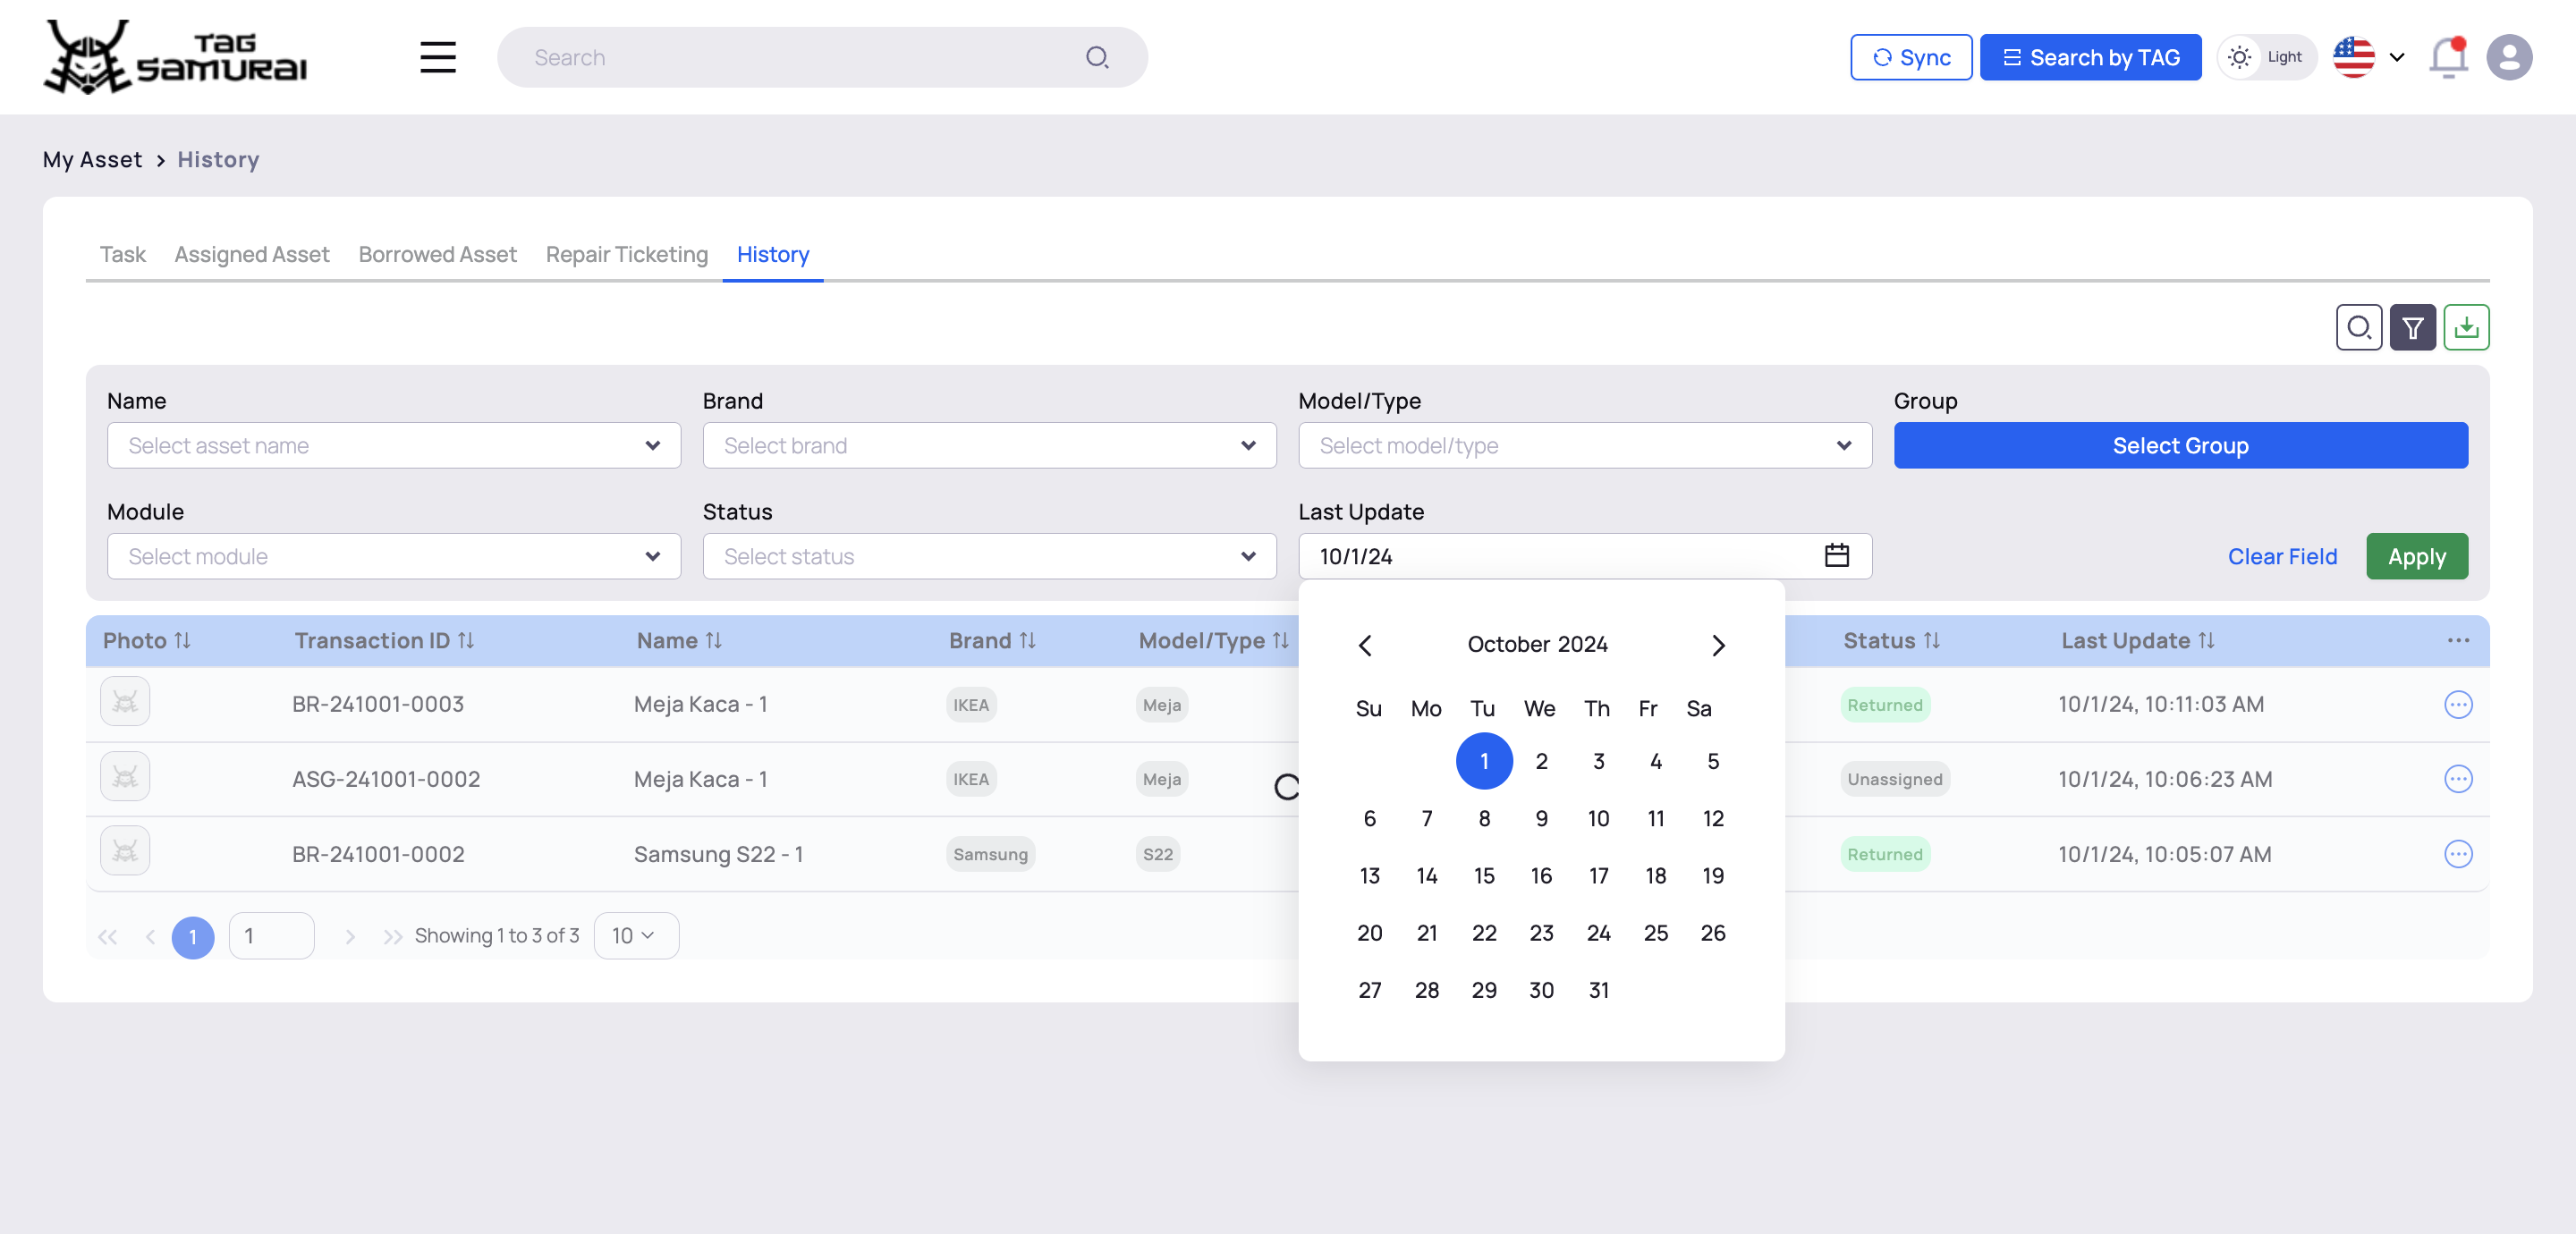 TAG SAMURAI
Search
Sync
Search by TAG
Light
My Asset > History
Task
Assigned Asset
Borrowed Asset
Repair Ticketing
History
Name
Brand
Model/Type
Group
Select asset name
Select brand
Select model/type
Select Group
Module
Status
Last Update
Select module
Select status
10/1/24
Clear Field
Apply
Photo Transaction ID Name Brand Model/Type Status Last Update
BR-241001-0003 Meja Kaca - 1 IKEA Meja Returned 10/1/24, 10:11:03 AM
ASG-241001-0002 Meja Kaca - 1 IKEA Meja Unassigned 10/1/24, 10:06:23 AM
BR-241001-0002 Samsung S22 - 1 Samsung S22 Returned 10/1/24, 10:05:07 AM
1 1 Showing 1 to 3 of 3 10
October 2024
Su Mo Tu We Th Fr Sa
1 2 3 4 5
6 7 8 9 10 11 12
13 14 15 16 17 18 19
20 21 22 23 24 25 26
27 28 29 30 31